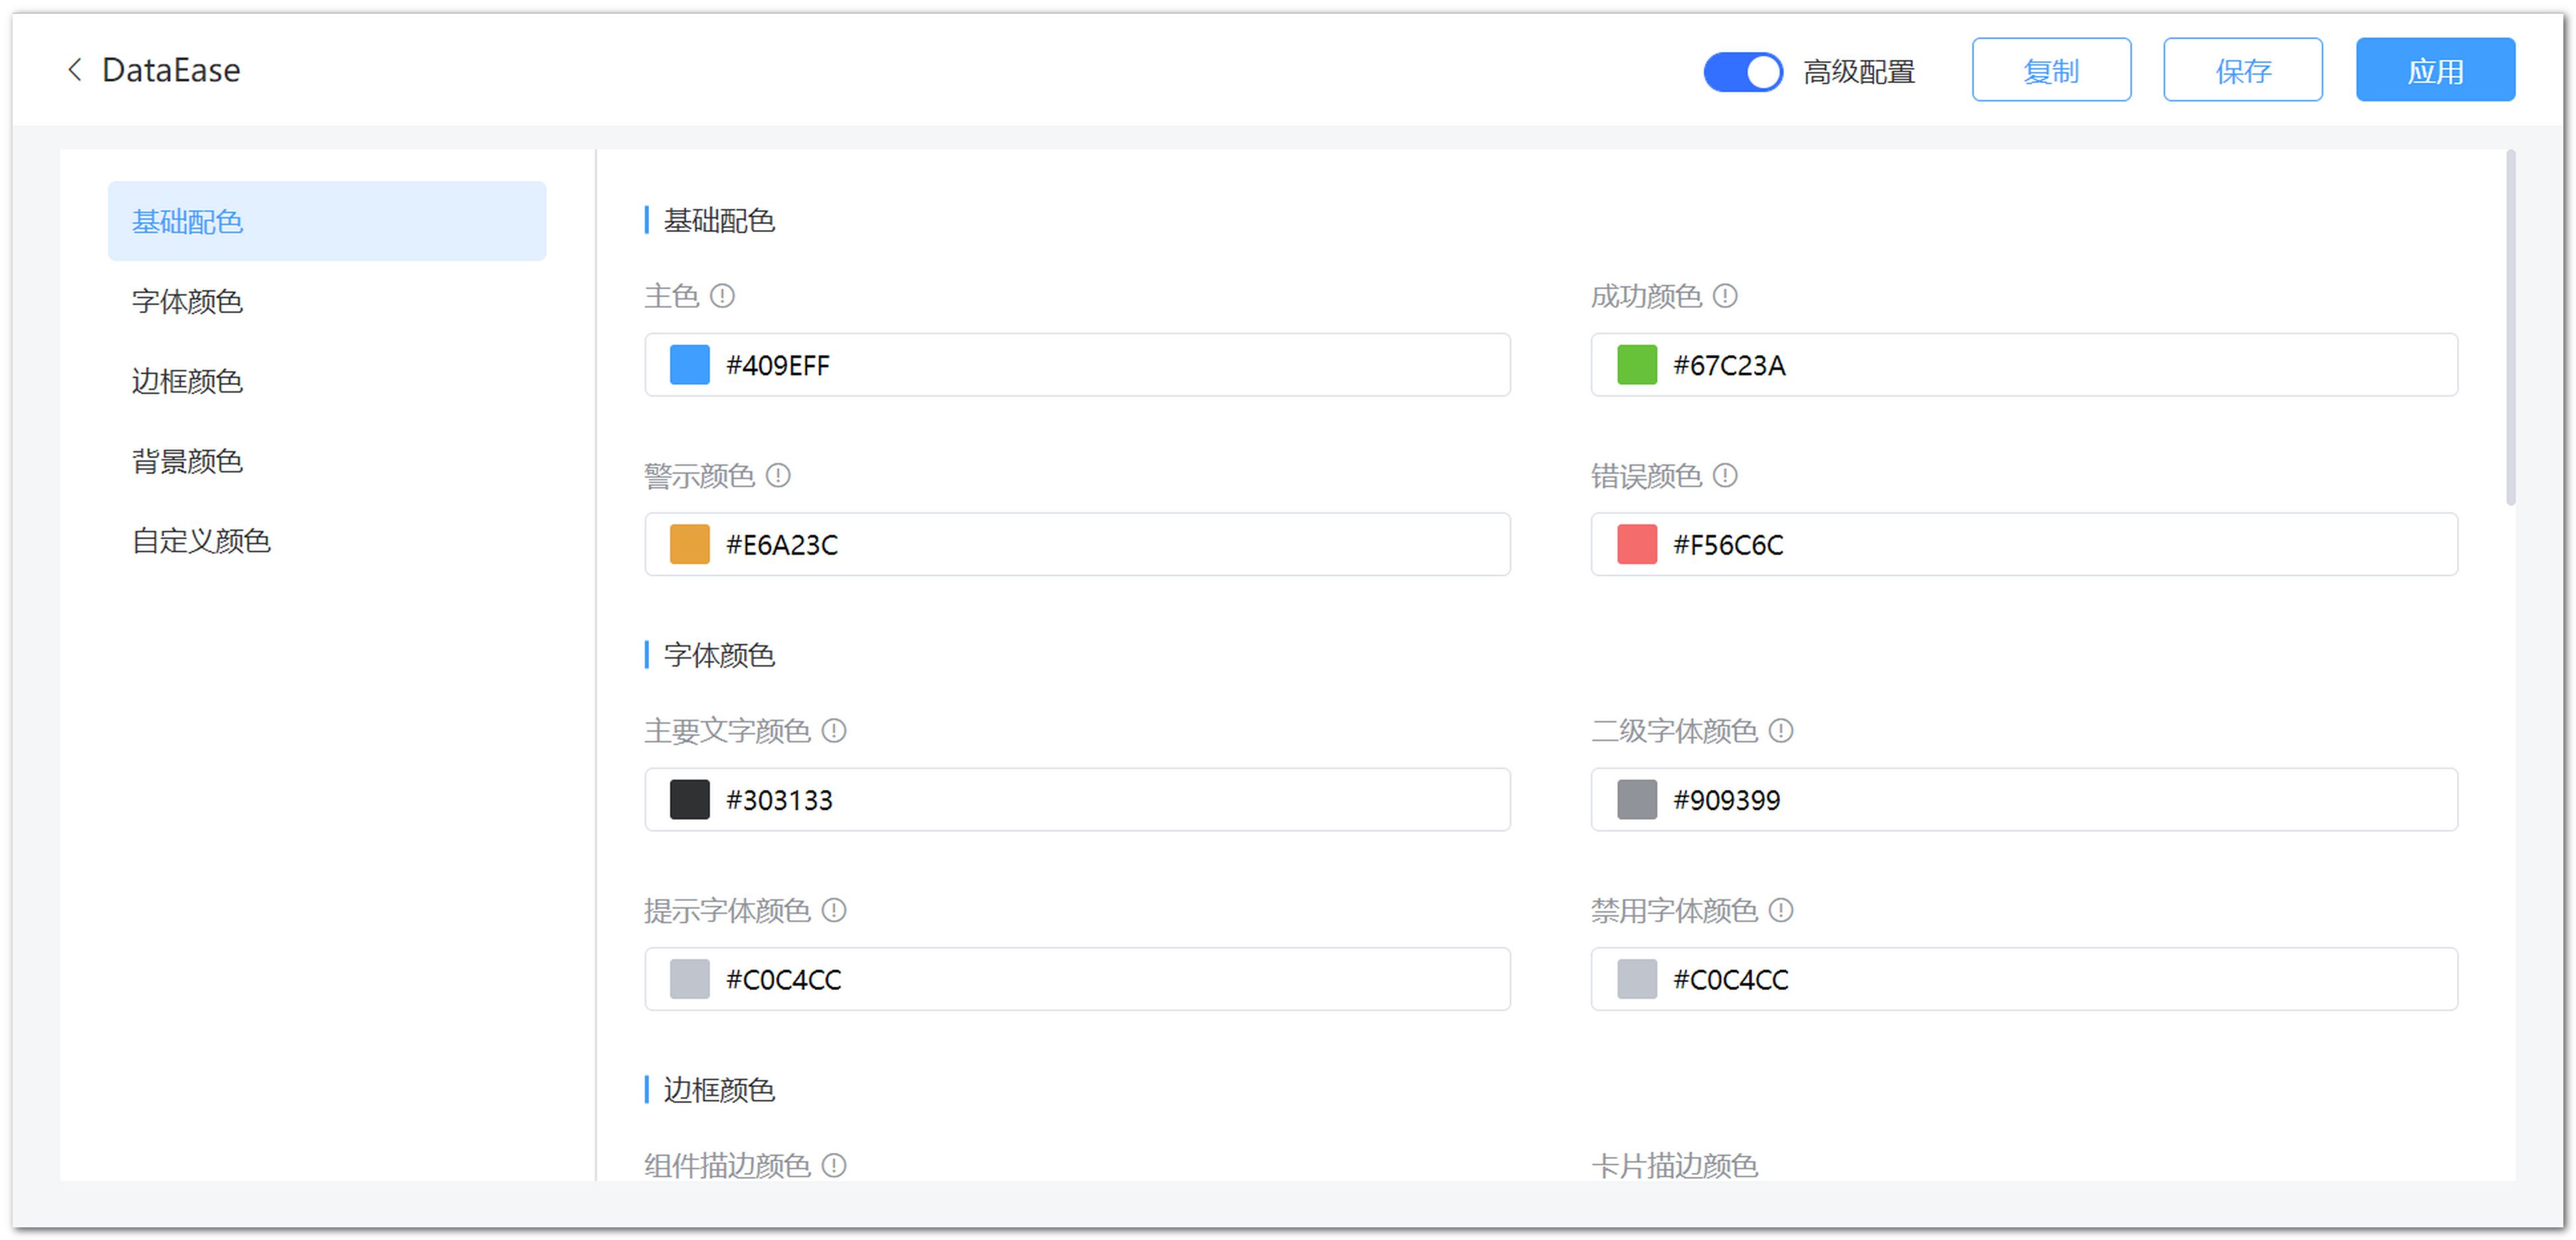 DataEase
高级配置 复制 保存 应用
基础配色
字体颜色
边框颜色
背景颜色
自定义颜色
基础配色
主色 成功颜色
#409EFF #67C23A
警示颜色 错误颜色
#E6A23C #F56C6C
字体颜色
主要文字颜色 二级字体颜色
#303133 #909399
提示字体颜色 禁用字体颜色
#C0C4CC #C0C4CC
边框颜色
组件描边颜色 卡片描边颜色